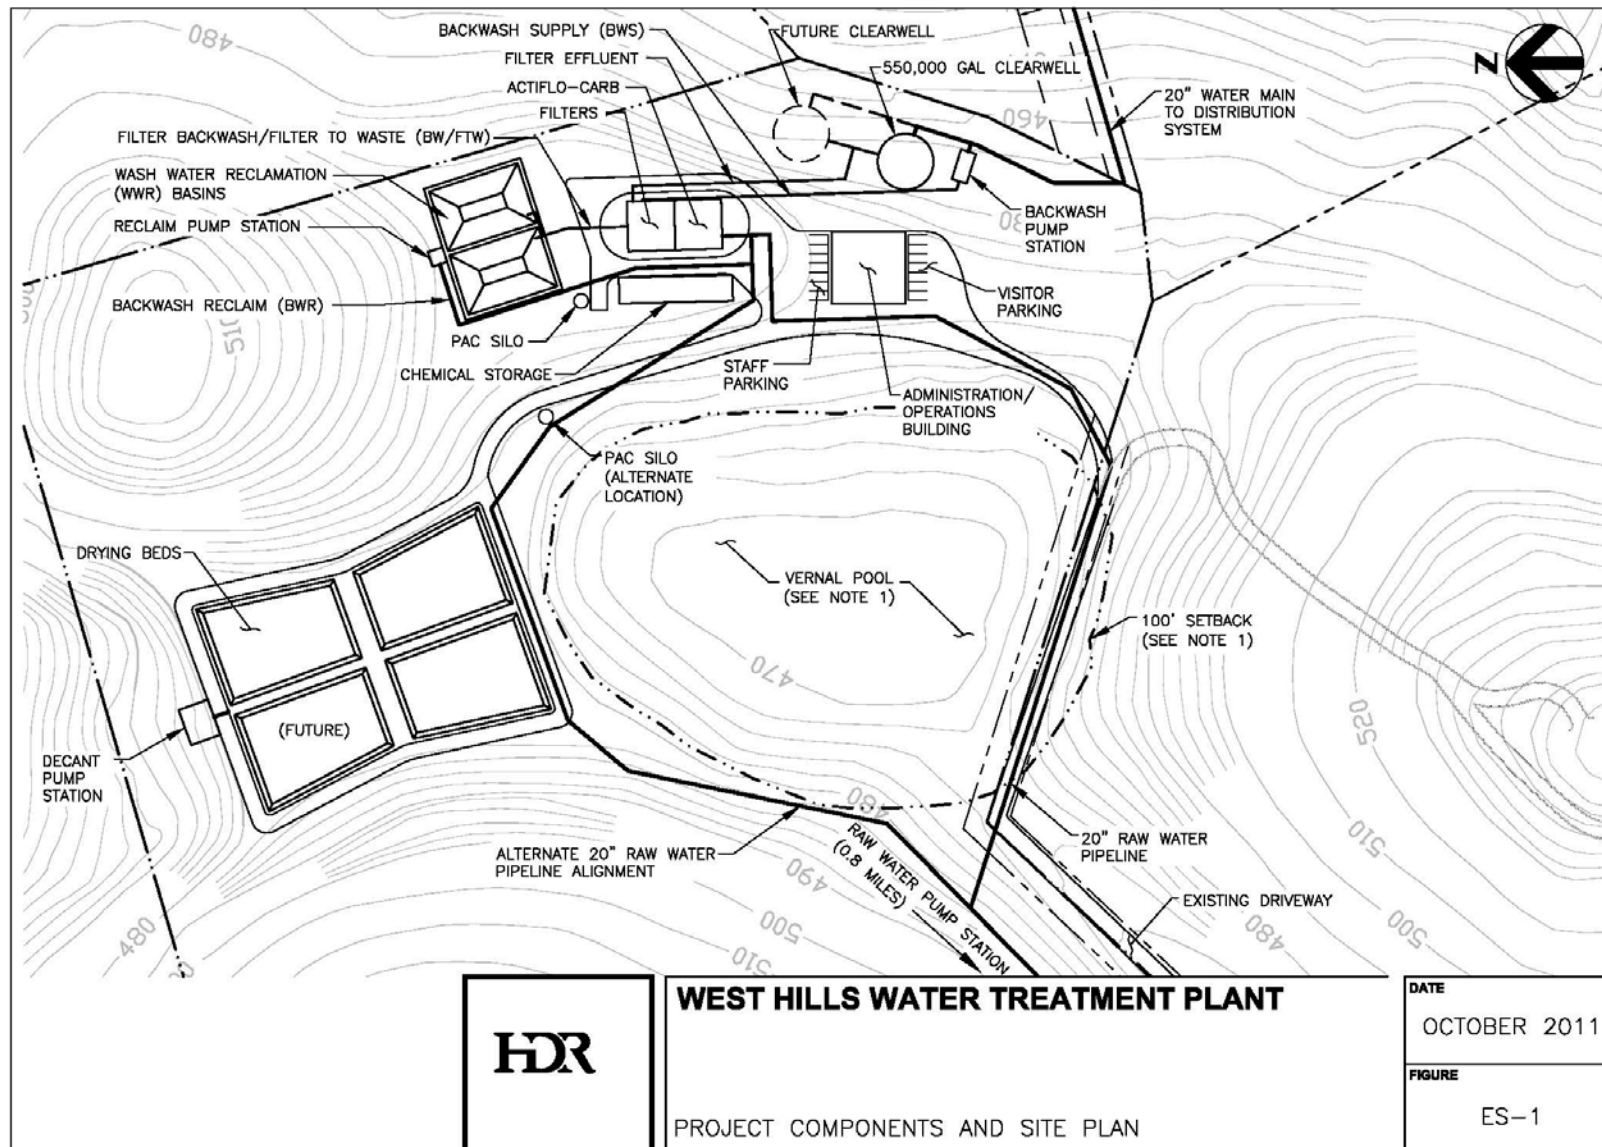 480
BACKWASH SUPPLY (BWS)
FILTER EFFLUENT
ACTIFLO-CARB
FILTERS
FILTER BACKWASH/FILTER TO WASTE (BW/FTW)
WASH WATER RECLAMATION
(WWR) BASINS
RECLAIM PUMP STATION
BACKWASH RECLAIM (BWR)
FUTURE CLEARWELL
550,000 GAL CLEARWELL
N
20" WATER MAIN
TO DISTRIBUTION
SYSTEM
460
BACKWASH
PUMP
STATION
VISITOR
PARKING
510
PAC SILO
CHEMICAL STORAGE
STAFF
PARKING
ADMINISTRATION/
OPERATIONS
BUILDING
PAC SILO
(ALTERNATE
LOCATION)
DRYING BEDS
VERNAL POOL
(SEE NOTE 1)
100' SETBACK
(SEE NOTE 1)
470
520
(FUTURE)
DECANT
PUMP
STATION
480
RAW WATER PUMP STATION
(0.8 MILES)
20" RAW WATER
PIPELINE
ALTERNATE 20" RAW WATER
PIPELINE ALIGNMENT
490
510
EXISTING DRIVEWAY
480
500
510
480
500
HDR
WEST HILLS WATER TREATMENT PLANT
PROJECT COMPONENTS AND SITE PLAN
DATE
OCTOBER 2011
FIGURE
ES-1